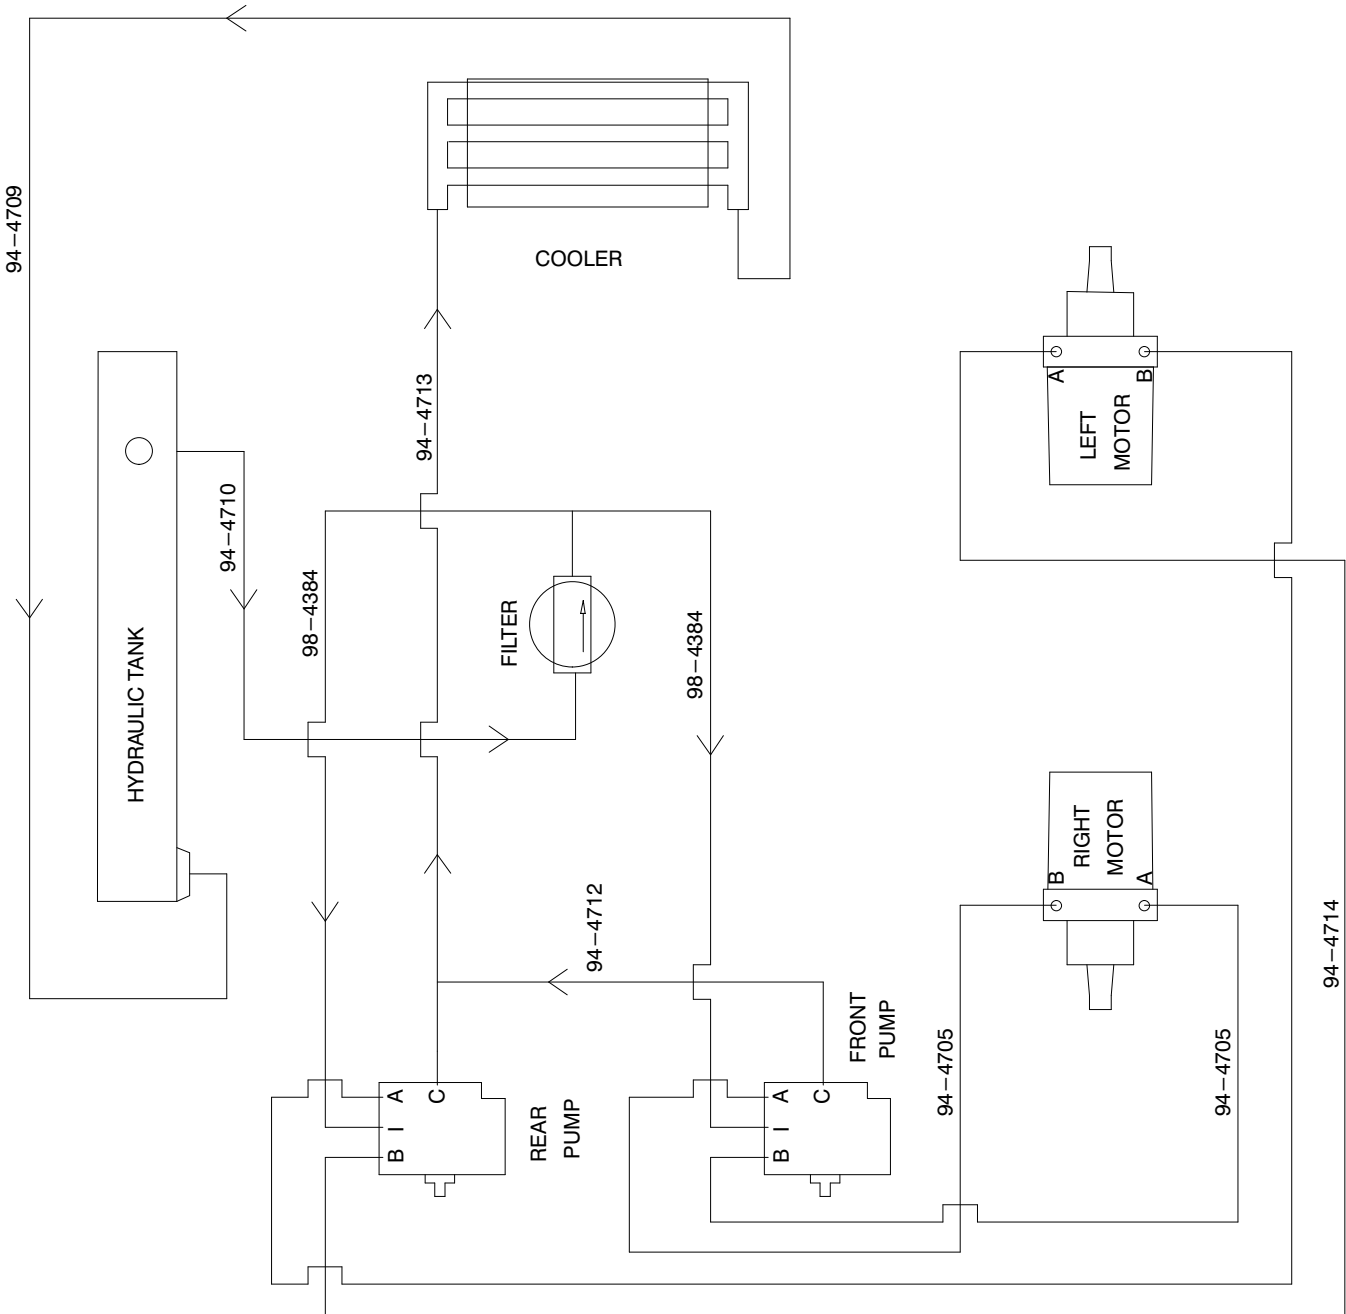 94–4709
COOLER
94–4713
94–4710
98–4384
HYDRAULIC TANK
FILTER
98–4384
A
B
LEFT
MOTOR
RIGHT
MOTOR
B
A
94–4712
94–4714
FRONT
PUMP
94–4705
94–4705
A
I
B
C
REAR
PUMP
A
I
B
C